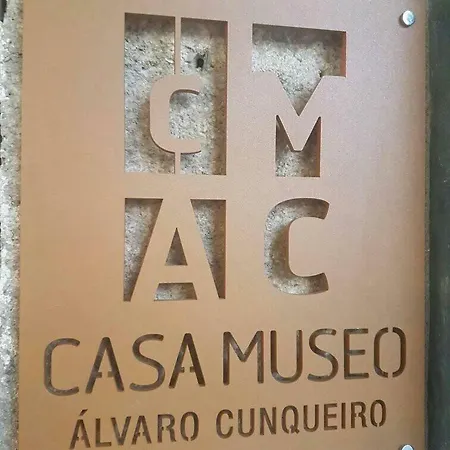 CM
AC
CASA MUSEO
ÁLVARO CUNQUEIRO